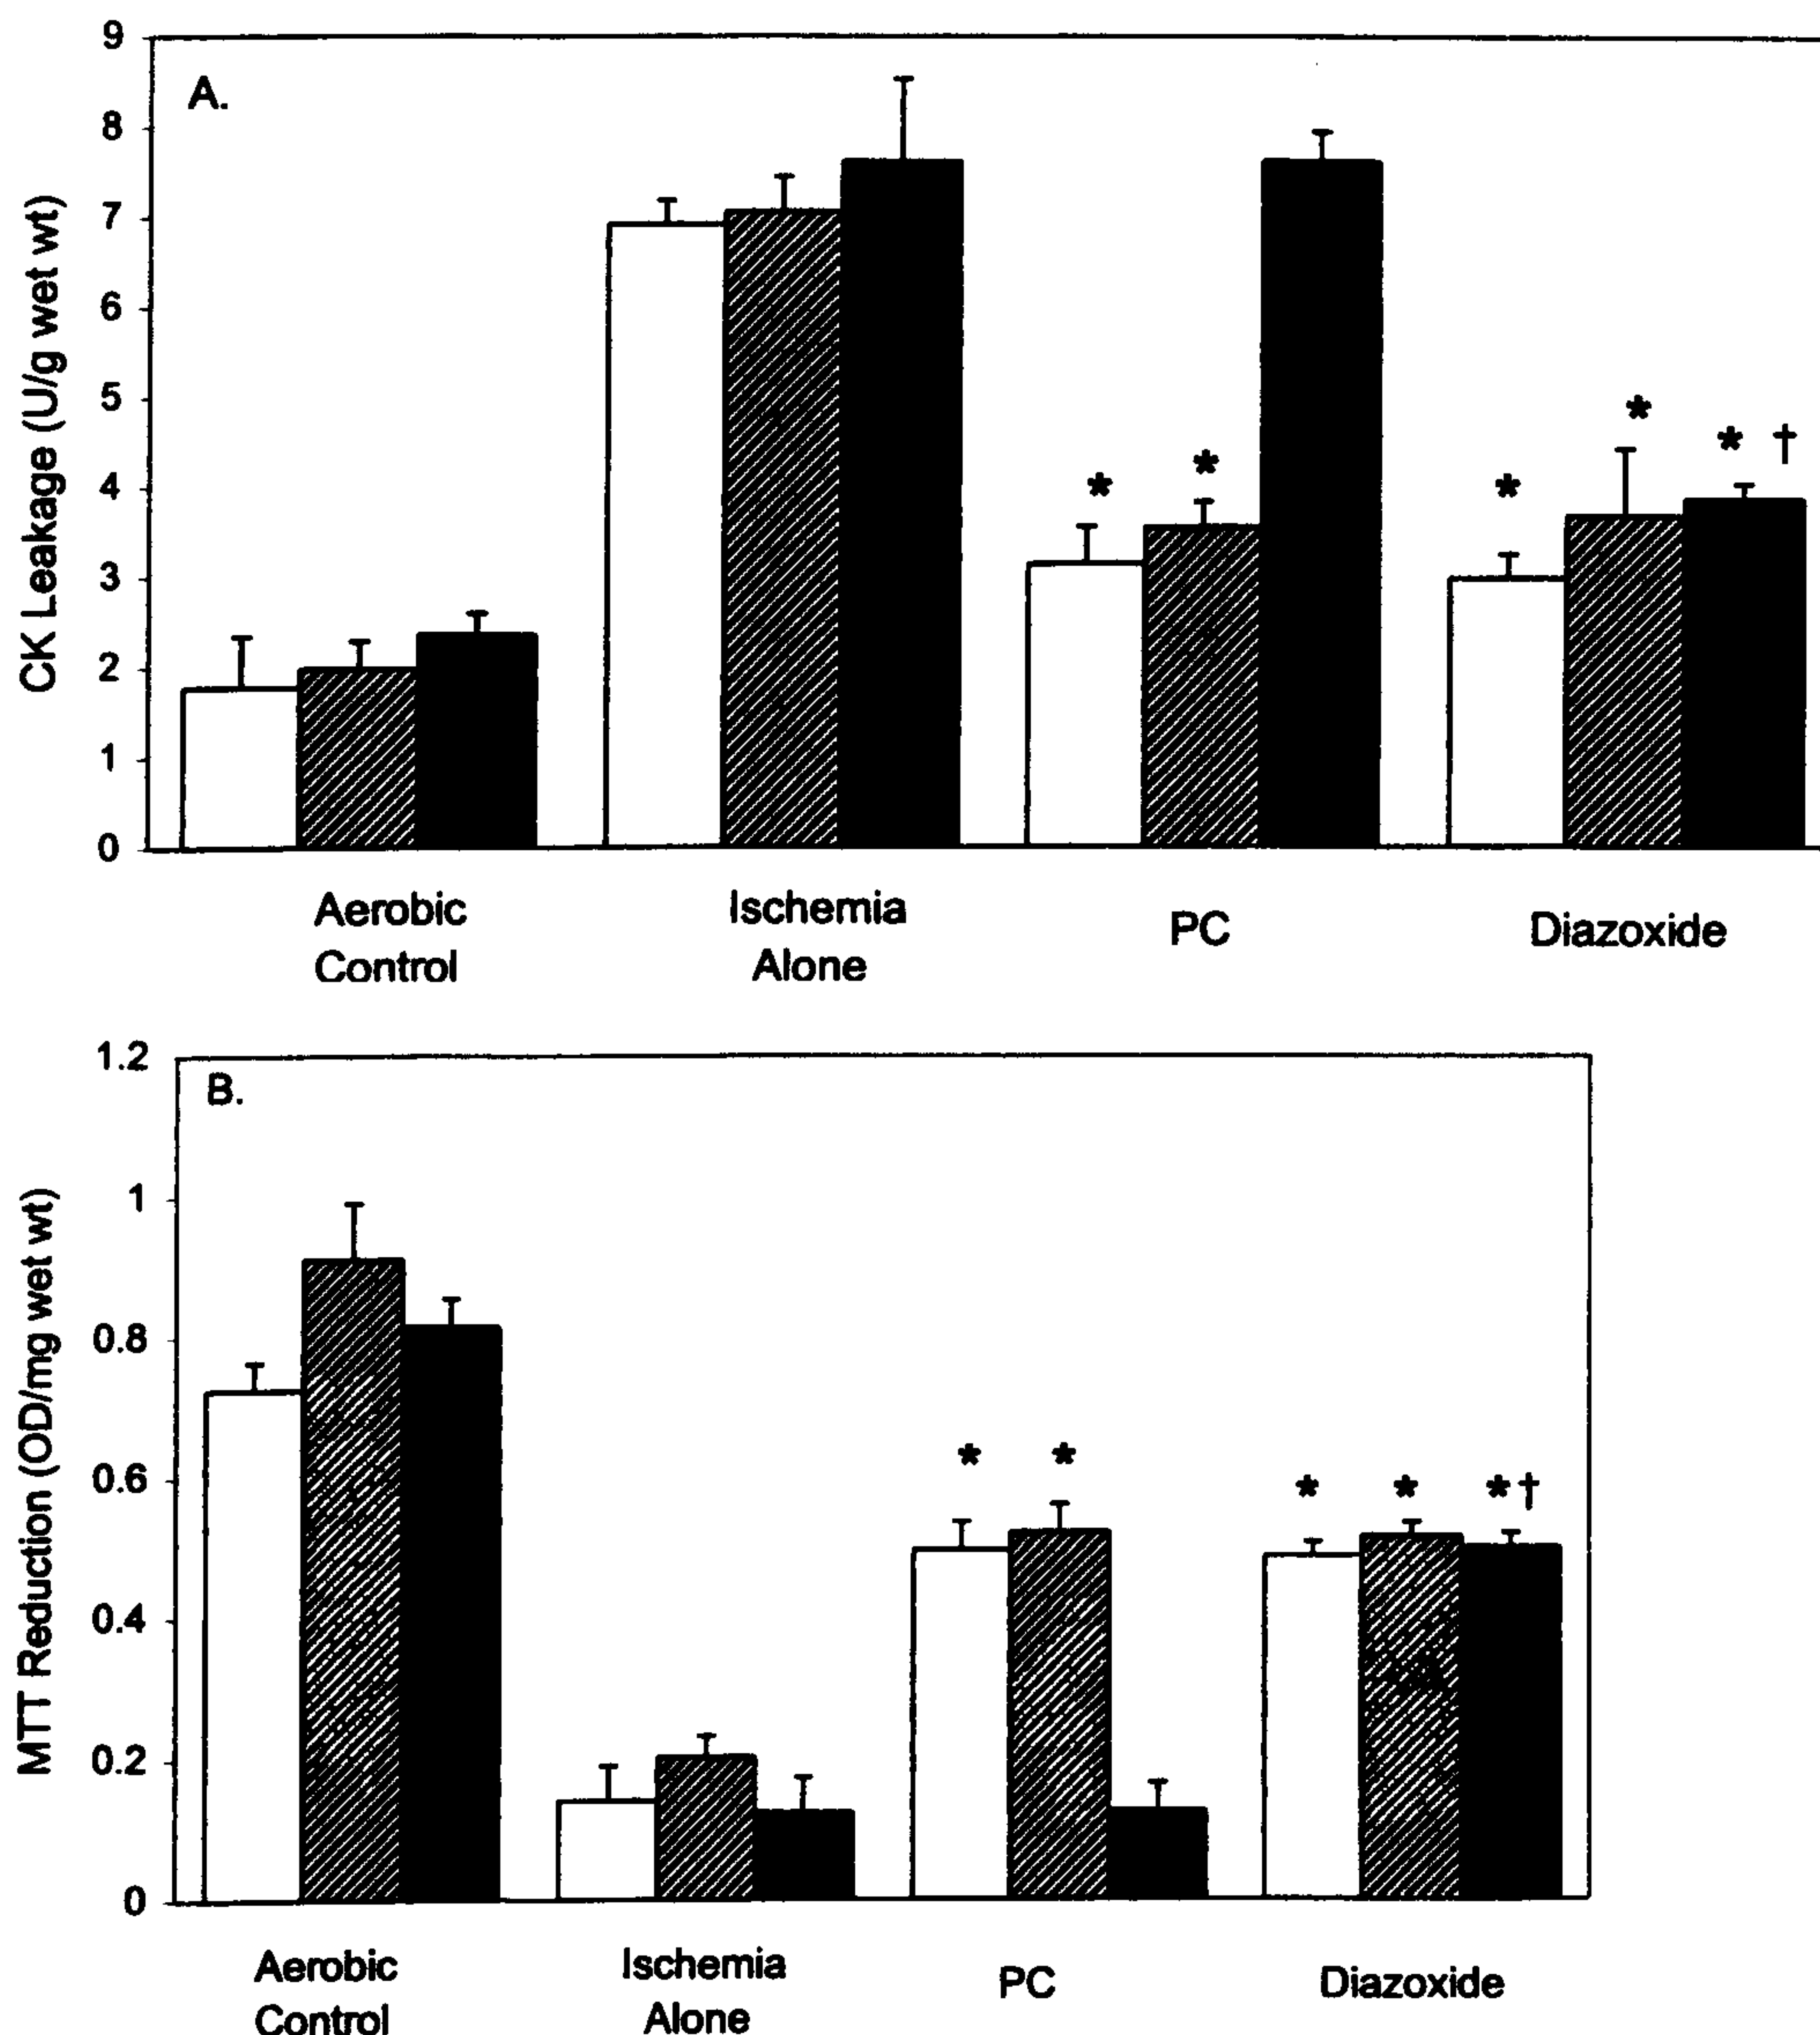 A.
CK Leakage (U/g wet wt)
9
8
7
6
5
4
3
2
1
0
* * * * * †
Aerobic Control
Ischemia Alone
PC
Diazoxide
B.
MTT Reduction (OD/mg wet wt)
1.2
1
0.8
0.6
0.4
0.2
0
* * * * *†
Aerobic Control
Ischemia Alone
PC
Diazoxide